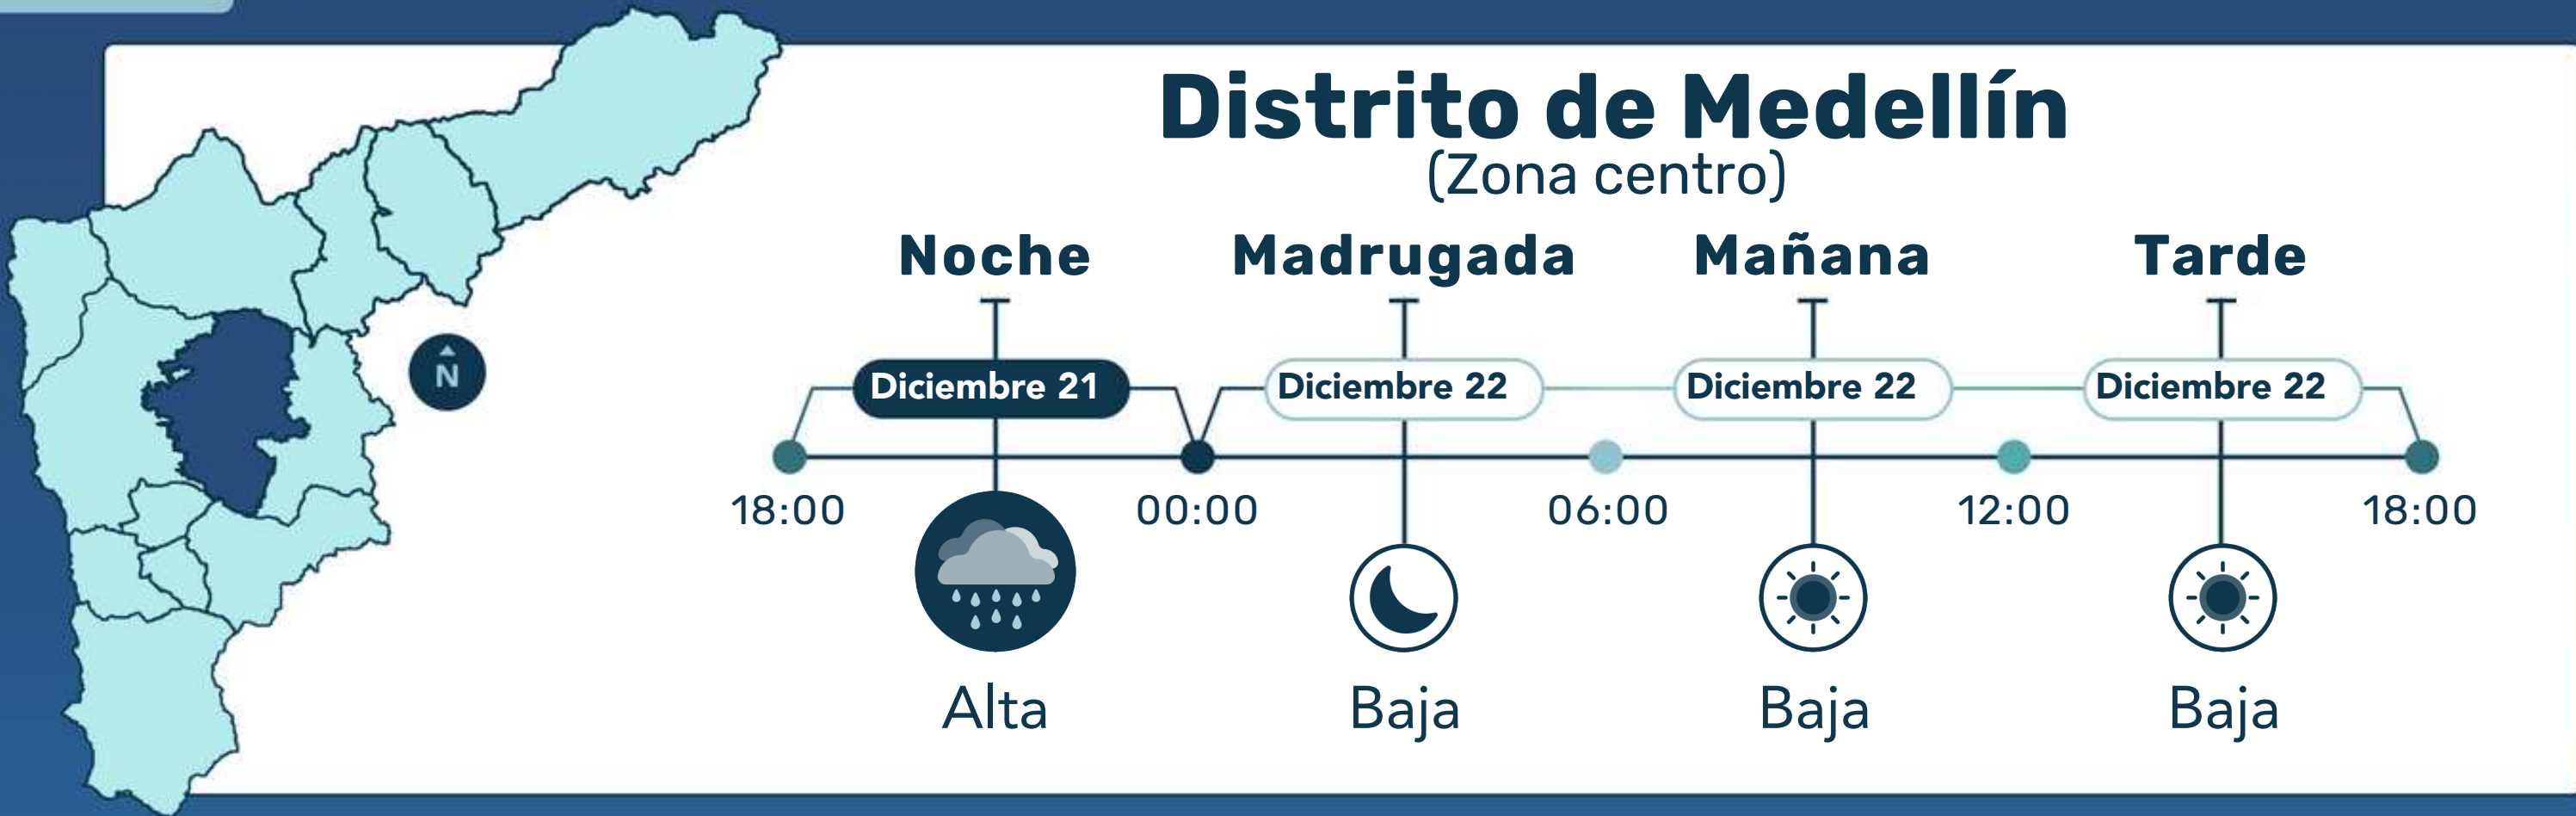 Distrito de Medellín
(Zona centro)
Noche Madrugada Mañana Tarde
Diciembre 21 Diciembre 22 Diciembre 22 Diciembre 22
N
18:00 00:00 06:00 12:00 18:00
Alta Baja Baja Baja